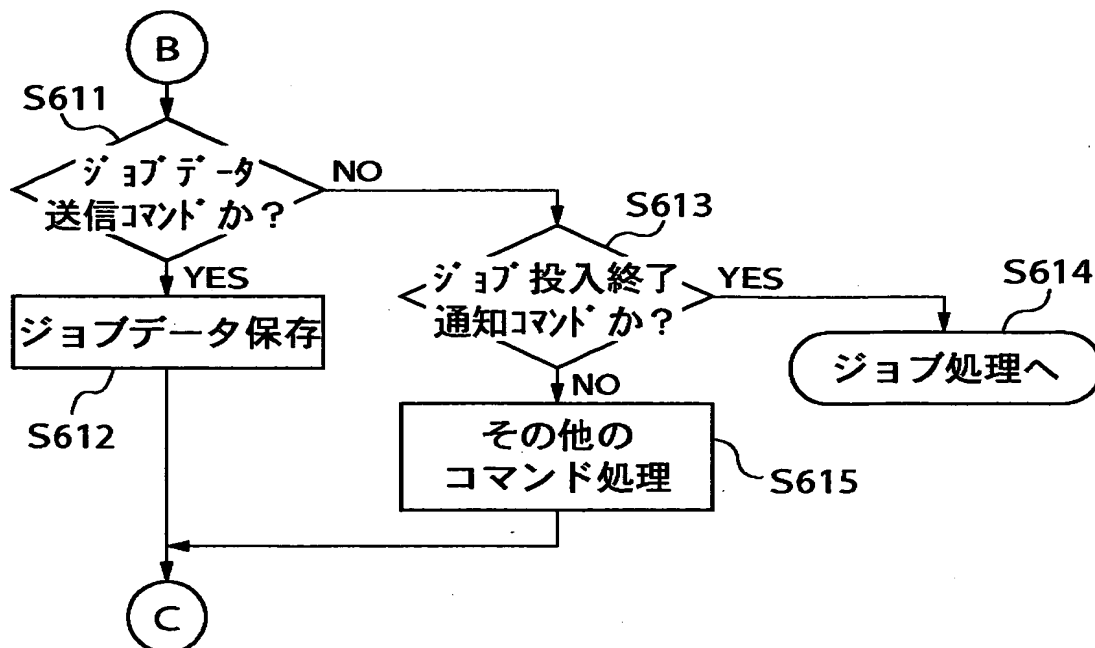 B
S611
ジョブデータ
送信コマンドか?
NO
YES
ジョブデータ保存
S612
S613
ジョブ投入終了
通知コマンドか?
YES
NO
S614
ジョブ処理へ
その他の
コマンド処理
S615
C